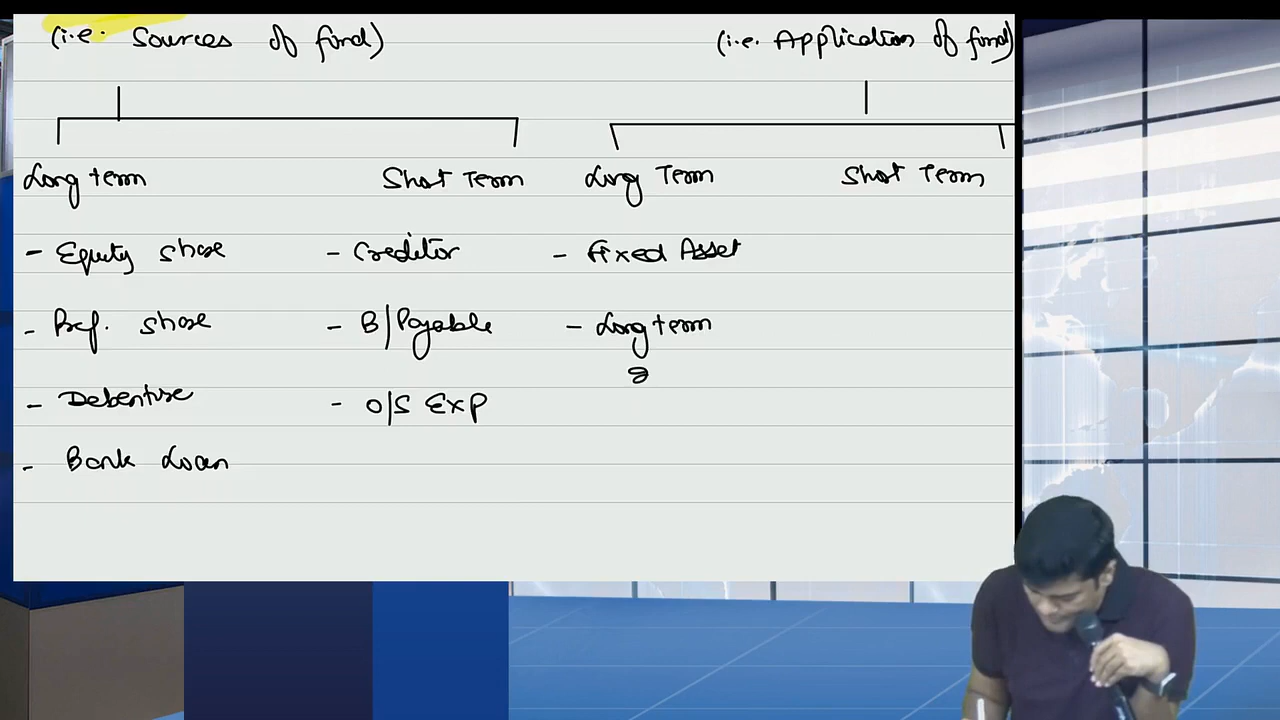 (i.e. Sources of fund) (i.e. Application of fund)
Long term Short Term Long Term Short Term
- Equity share - Creditor - Fixed Asset
- Pref. share - B/Payable - Long term
- Debenture - O/S Exp
- Bank Loan